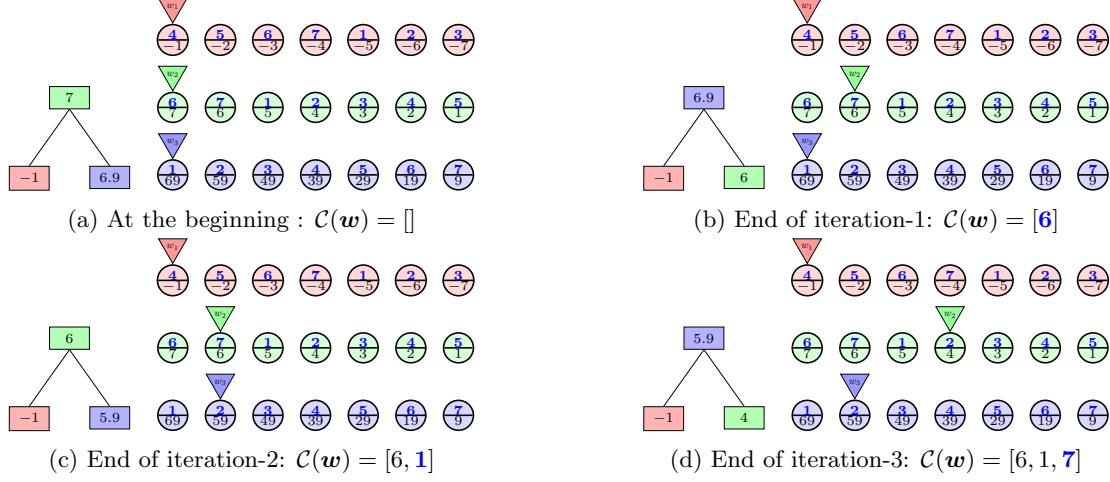 w₁
4 5 6 7 1 2 3
−1 −2 −3 −4 −5 −6 −7
w₂
7
6 7 1 2 3 4 5
7 6 5 4 3 2 1
w₃
−1 6.9
1 2 3 4 5 6 7
69 59 49 39 29 19 9
(a) At the beginning : C(w) = []
w₁
4 5 6 7 1 2 3
−1 −2 −3 −4 −5 −6 −7
w₂
6.9
6 7 1 2 3 4 5
7 6 5 4 3 2 1
w₃
−1 6
1 2 3 4 5 6 7
69 59 49 39 29 19 9
(b) End of iteration-1: C(w) = [6]
w₁
4 5 6 7 1 2 3
−1 −2 −3 −4 −5 −6 −7
w₂
6
6 7 1 2 3 4 5
7 6 5 4 3 2 1
w₃
−1 5.9
1 2 3 4 5 6 7
69 59 49 39 29 19 9
(c) End of iteration-2: C(w) = [6, 1]
w₁
4 5 6 7 1 2 3
−1 −2 −3 −4 −5 −6 −7
w₂
5.9
6 7 1 2 3 4 5
7 6 5 4 3 2 1
w₃
−1 4
1 2 3 4 5 6 7
69 59 49 39 29 19 9
(d) End of iteration-3: C(w) = [6, 1, 7]